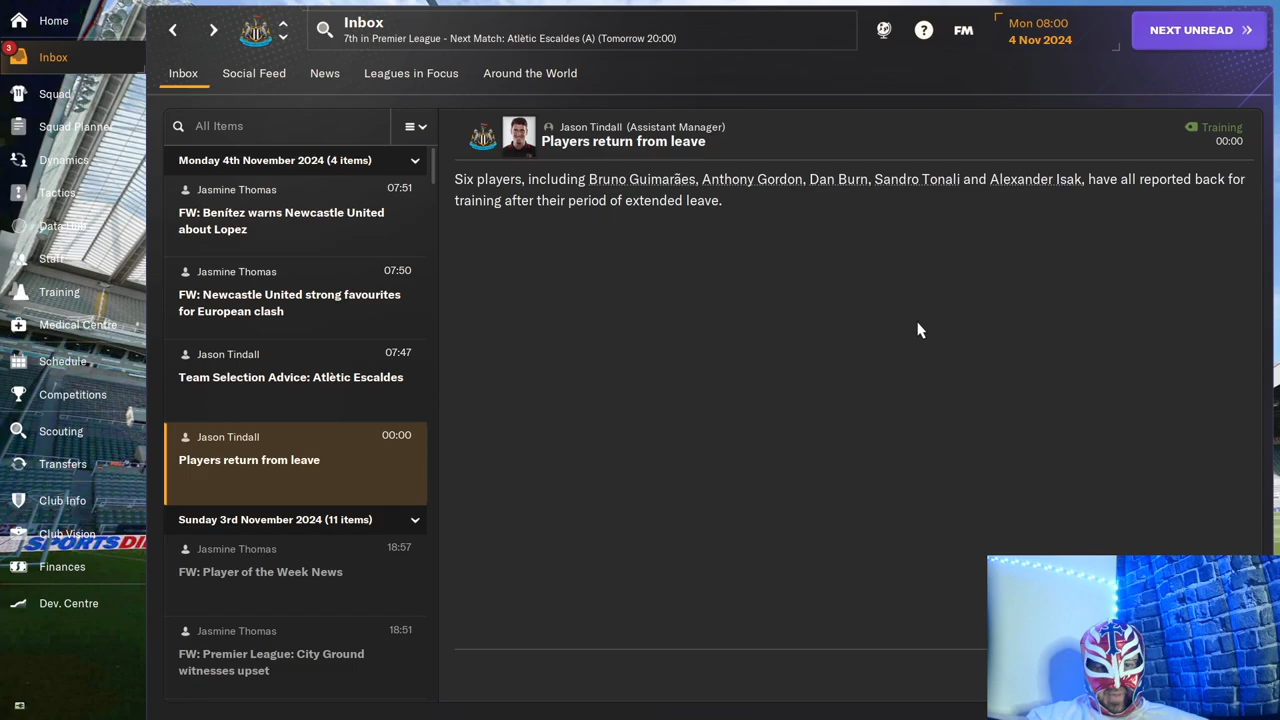 Home
Inbox
7th in Premier League - Next Match: Atlètic Escaldes (A) (Tomorrow 20:00)
FM
Mon 08:00
4 Nov 2024
NEXT UNREAD
3
Inbox
Squad
Squad Planner
Dynamics
Tactics
Data Hub
Staff
Training
Medical Centre
Schedule
Competitions
Scouting
Transfers
Club Info
Club Vision
SPORTSDI
Finances
Dev. Centre
Inbox
Social Feed
News
Leagues in Focus
Around the World
All Items
Monday 4th November 2024 (4 items)
Jasmine Thomas
07:51
FW: Benítez warns Newcastle United
about Lopez
Jasmine Thomas
07:50
FW: Newcastle United strong favourites
for European clash
Jason Tindall
07:47
Team Selection Advice: Atlètic Escaldes
Jason Tindall
00:00
Players return from leave
Sunday 3rd November 2024 (11 items)
Jasmine Thomas
18:57
FW: Player of the Week News
Jasmine Thomas
18:51
FW: Premier League: City Ground
witnesses upset
Jason Tindall (Assistant Manager)
Players return from leave
Training
00:00
Six players, including Bruno Guimarães, Anthony Gordon, Dan Burn, Sandro Tonali and Alexander Isak, have all reported back for
training after their period of extended leave.